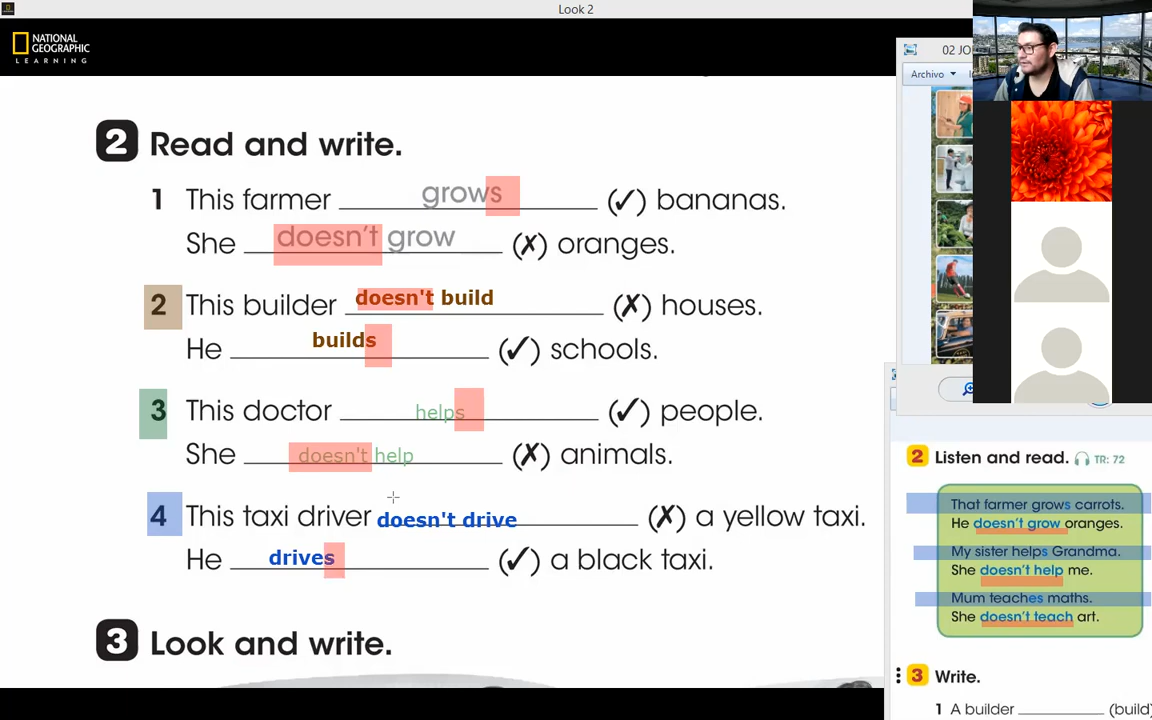 Look 2
NATIONAL
GEOGRAPHIC
LEARNING
2 Read and write.
1 This farmer grows (✓) bananas.
She doesn't grow (✗) oranges.
2 This builder doesn't build (✗) houses.
He builds (✓) schools.
3 This doctor helps (✓) people.
She doesn't help (✗) animals.
4 This taxi driver doesn't drive (✗) a yellow taxi.
He drives (✓) a black taxi.
3 Look and write.
02 JO
Archivo
2 Listen and read. TR: 72
That farmer grows carrots.
He doesn't grow oranges.
My sister helps Grandma.
She doesn't help me.
Mum teaches maths.
She doesn't teach art.
3 Write.
1 A builder ________ (build)